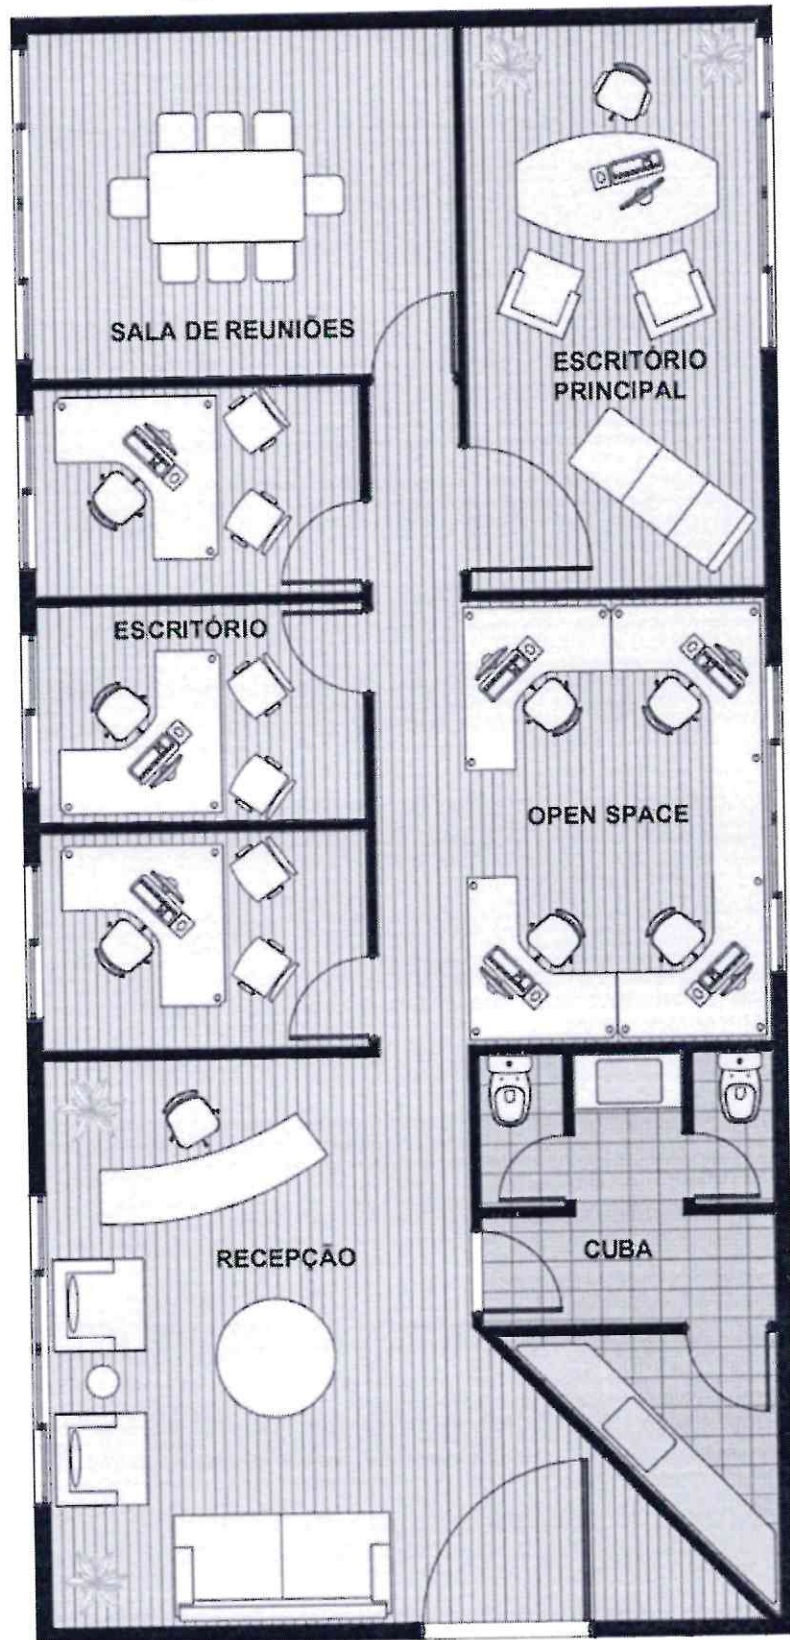 SALA DE REUNIÕES
ESCRITÓRIO
PRINCIPAL
ESCRITÓRIO
OPEN SPACE
RECEPÇÃO
CUBA